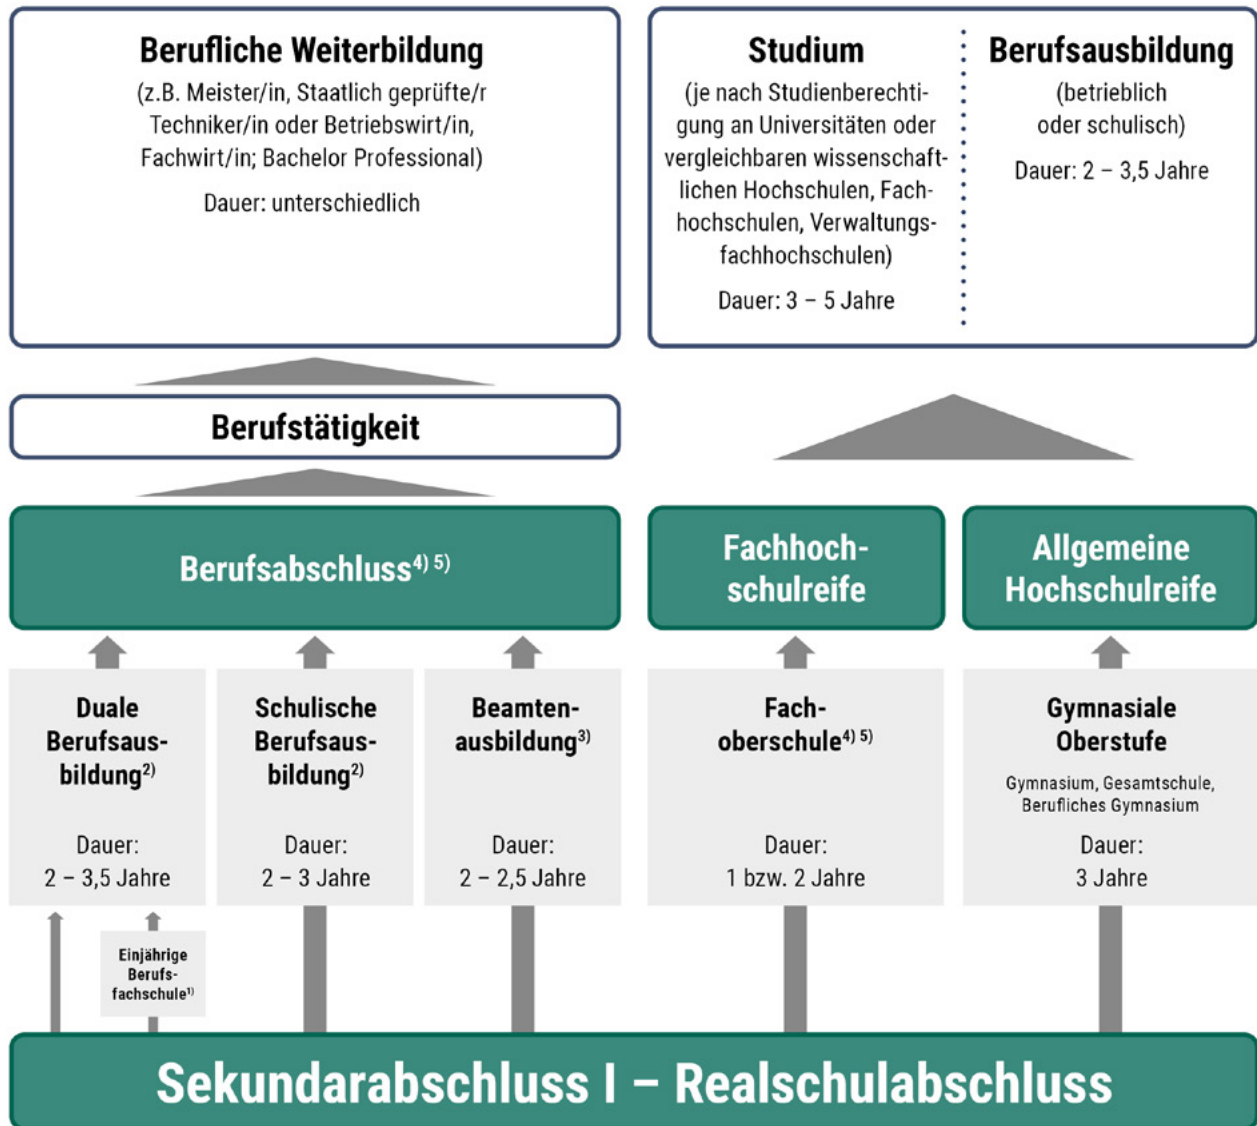 Berufliche Weiterbildung
(z.B. Meister/in, Staatlich geprüfte/r
Techniker/in oder Betriebswirt/in,
Fachwirt/in; Bachelor Professional)
Dauer: unterschiedlich
Studium
(je nach Studienberechti-
gung an Universitäten oder
vergleichbaren wissenschaft-
lichen Hochschulen, Fach-
hochschulen, Verwaltungs-
fachhochschulen)
Dauer: 3 – 5 Jahre
Berufsausbildung
(betrieblich
oder schulisch)
Dauer: 2 – 3,5 Jahre
Berufstätigkeit
Berufsabschluss⁴⁾ ⁵⁾
Fachhoch-
schulreife
Allgemeine
Hochschulreife
Duale
Berufsaus-
bildung²⁾
Dauer:
2 – 3,5 Jahre
Schulische
Berufsaus-
bildung²⁾
Dauer:
2 – 3 Jahre
Beamten-
ausbildung³⁾
Dauer:
2 – 2,5 Jahre
Fach-
oberschule⁴⁾ ⁵⁾
Dauer:
1 bzw. 2 Jahre
Gymnasiale
Oberstufe
Gymnasium, Gesamtschule,
Berufliches Gymnasium
Dauer:
3 Jahre
Einjährige
Berufs-
fachschule¹⁾
Sekundarabschluss I – Realschulabschluss